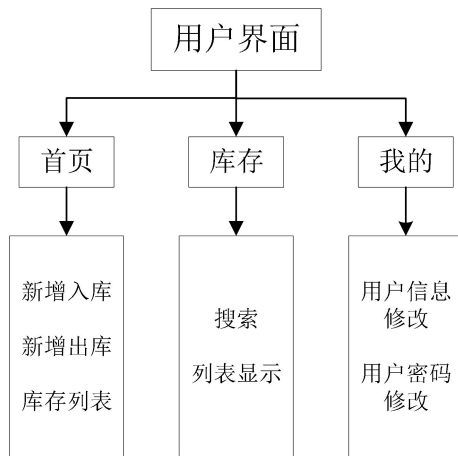 用户界面
首页
库存
我的
新增入库
新增出库
库存列表
搜索
列表显示
用户信息
修改
用户密码
修改